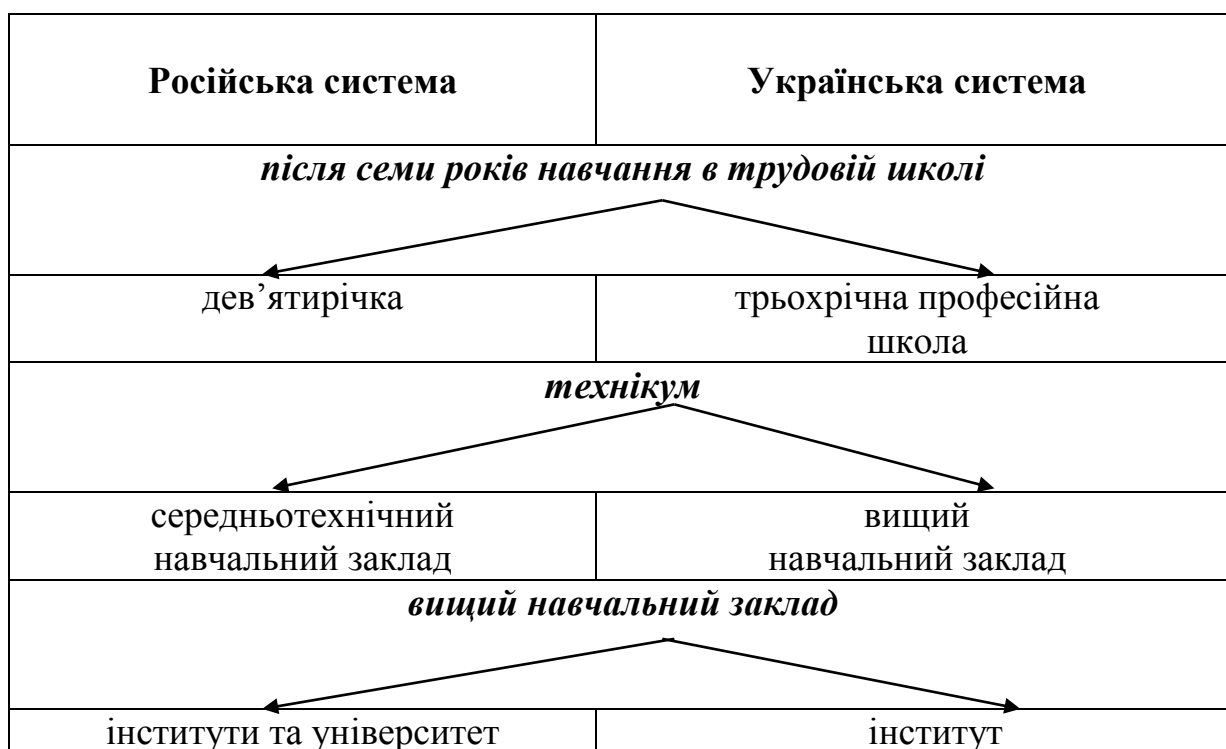 Російська система
Українська система
після семи років навчання в трудовій школі
дев’ятирічка
трьохрічна професійна
школа
технікум
середньотехнічний
навчальний заклад
вищий
навчальний заклад
вищий навчальний заклад
інститути та університет
інститут